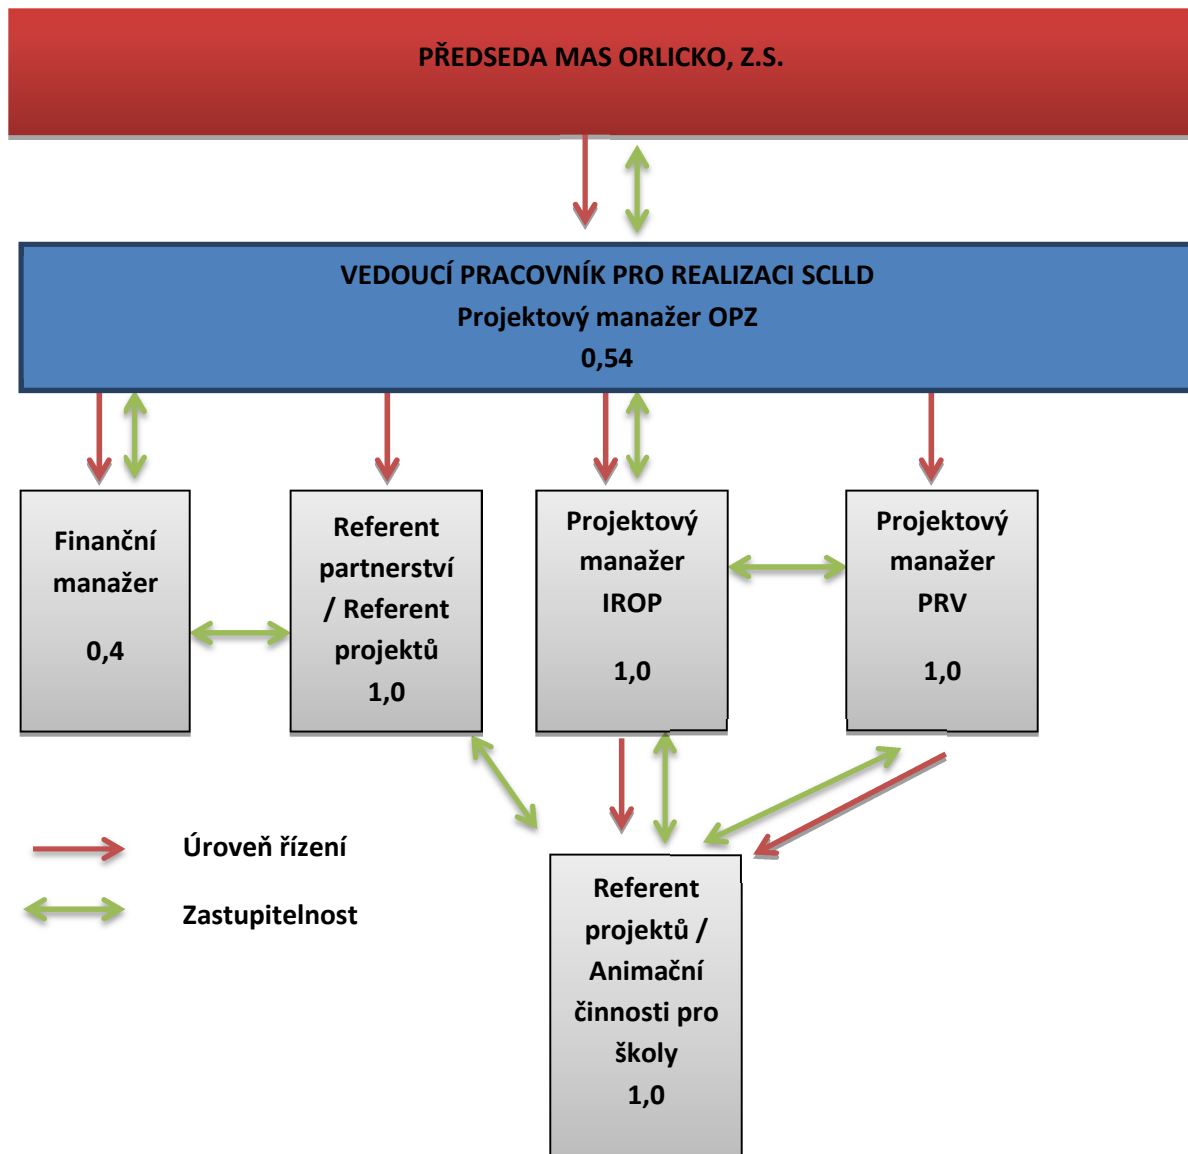 PŘEDSEDA MAS ORLICKO, Z.S.
VEDOUCÍ PRACOVNÍK PRO REALIZACI SCLLD
Projektový manažer OPZ
0,54
Finanční
manažer
0,4
Referent
partnerství
/ Referent
projektů
1,0
Projektový
manažer
IROP
1,0
Projektový
manažer
PRV
1,0
Úroveň řízení
Zastupitelnost
Referent
projektů /
Animační
činnosti pro
školy
1,0